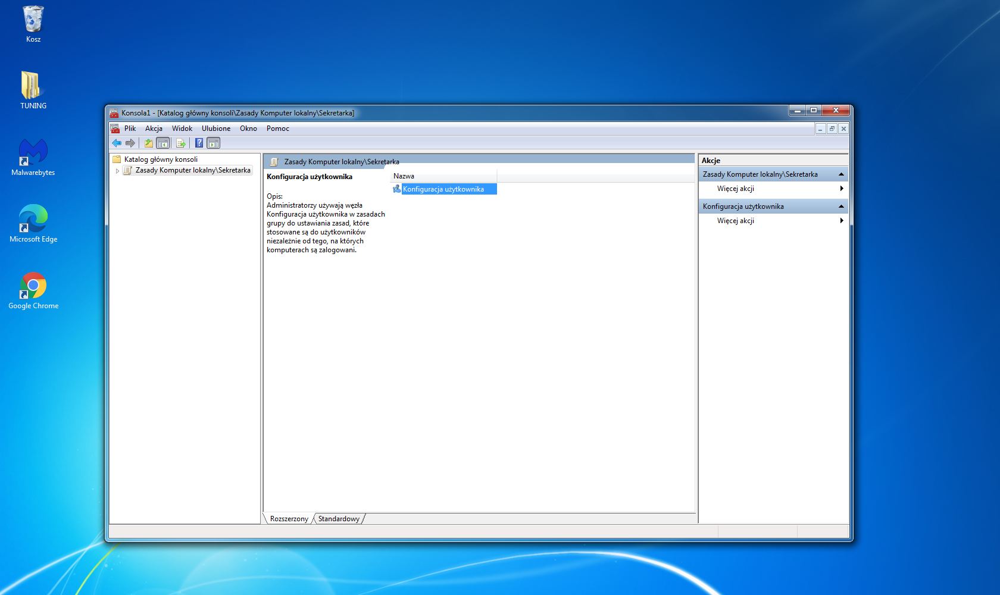 Kosz
TUNING
Malwarebytes
Microsoft Edge
Google Chrome
Konsola1 - [Katalog główny konsoli\Zasady Komputer lokalny\Sekretarka]
Plik Akcja Widok Ulubione Okno Pomoc
Katalog główny konsoli
Zasady Komputer lokalny\Sekretarka
Zasady Komputer lokalny\Sekretarka
Konfiguracja użytkownika
Opis:
Administratorzy używają węzła
Konfiguracja użytkownika w zasadach
grupy do ustawiania zasad, które
stosowane są do użytkowników
niezależnie od tego, na których
komputerach są zalogowani.
Nazwa
Konfiguracja użytkownika
Rozszerzony Standardowy
Akcje
Zasady Komputer lokalny\Sekretarka
Więcej akcji
Konfiguracja użytkownika
Więcej akcji